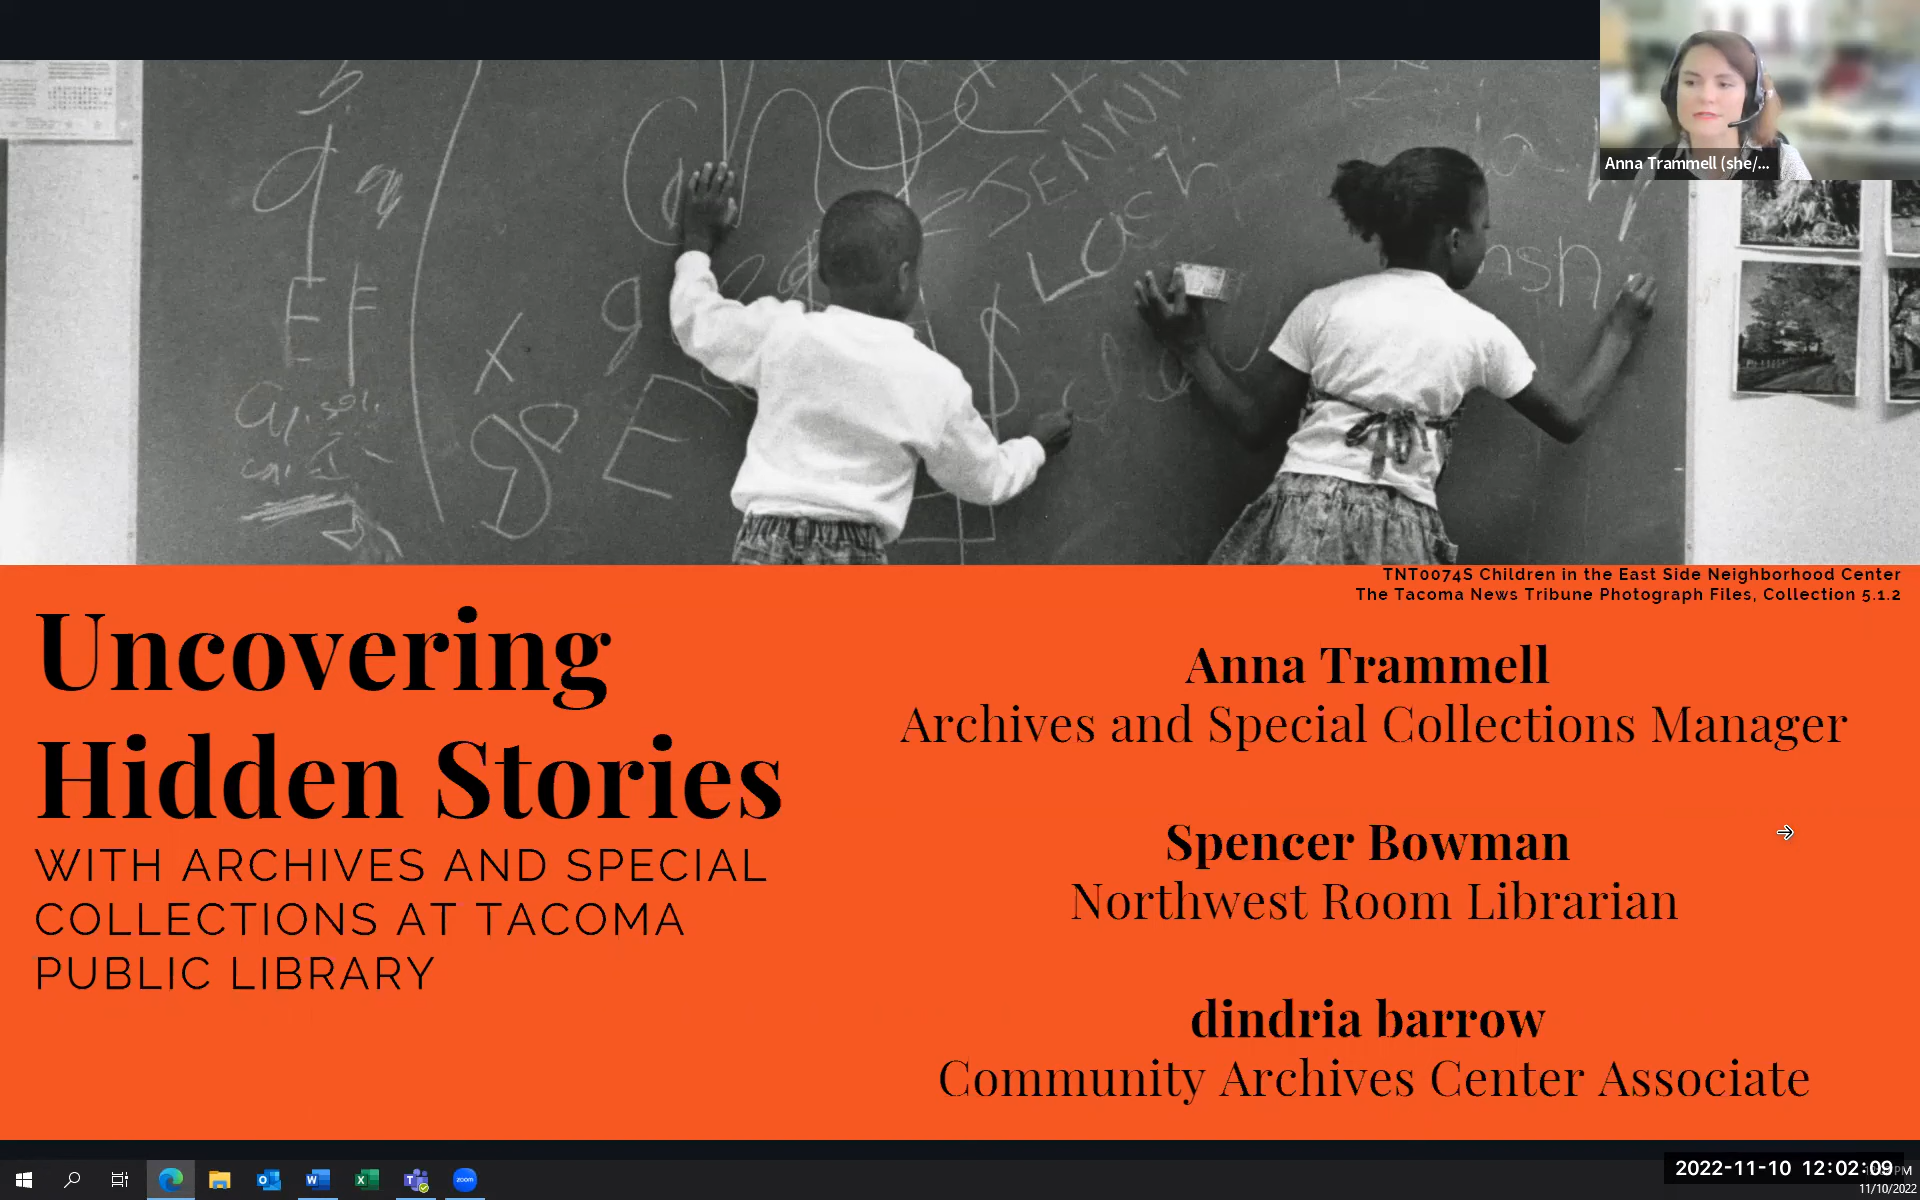 Anna Trammell (she/...
SENNI
E F
TNT0074S Children in the East Side Neighborhood Center
The Tacoma News Tribune Photograph Files, Collection 5.1.2
Uncovering
Hidden Stories
WITH ARCHIVES AND SPECIAL
COLLECTIONS AT TACOMA
PUBLIC LIBRARY
Anna Trammell
Archives and Special Collections Manager
Spencer Bowman
Northwest Room Librarian
dindria barrow
Community Archives Center Associate
zoom
2022-11-10 12:02:09
PM
11/10/2022